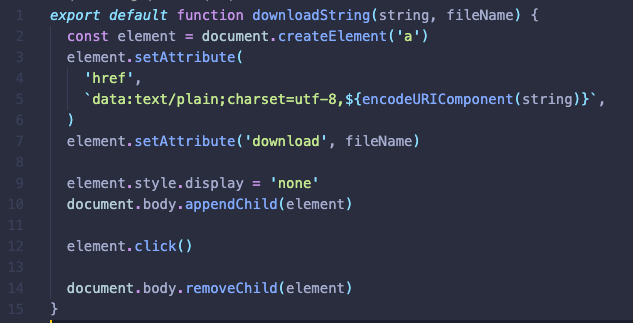 1 export default function downloadString(string, fileName) {
2 const element = document.createElement('a')
3 element.setAttribute(
4 'href',
5 `data:text/plain;charset=utf-8,${encodeURIComponent(string)}`,
6 )
7 element.setAttribute('download', fileName)
8
9 element.style.display = 'none'
10 document.body.appendChild(element)
11
12 element.click()
13
14 document.body.removeChild(element)
15 }